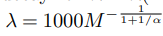 λ = 1000M^{-\frac{1}{1+1/α}}